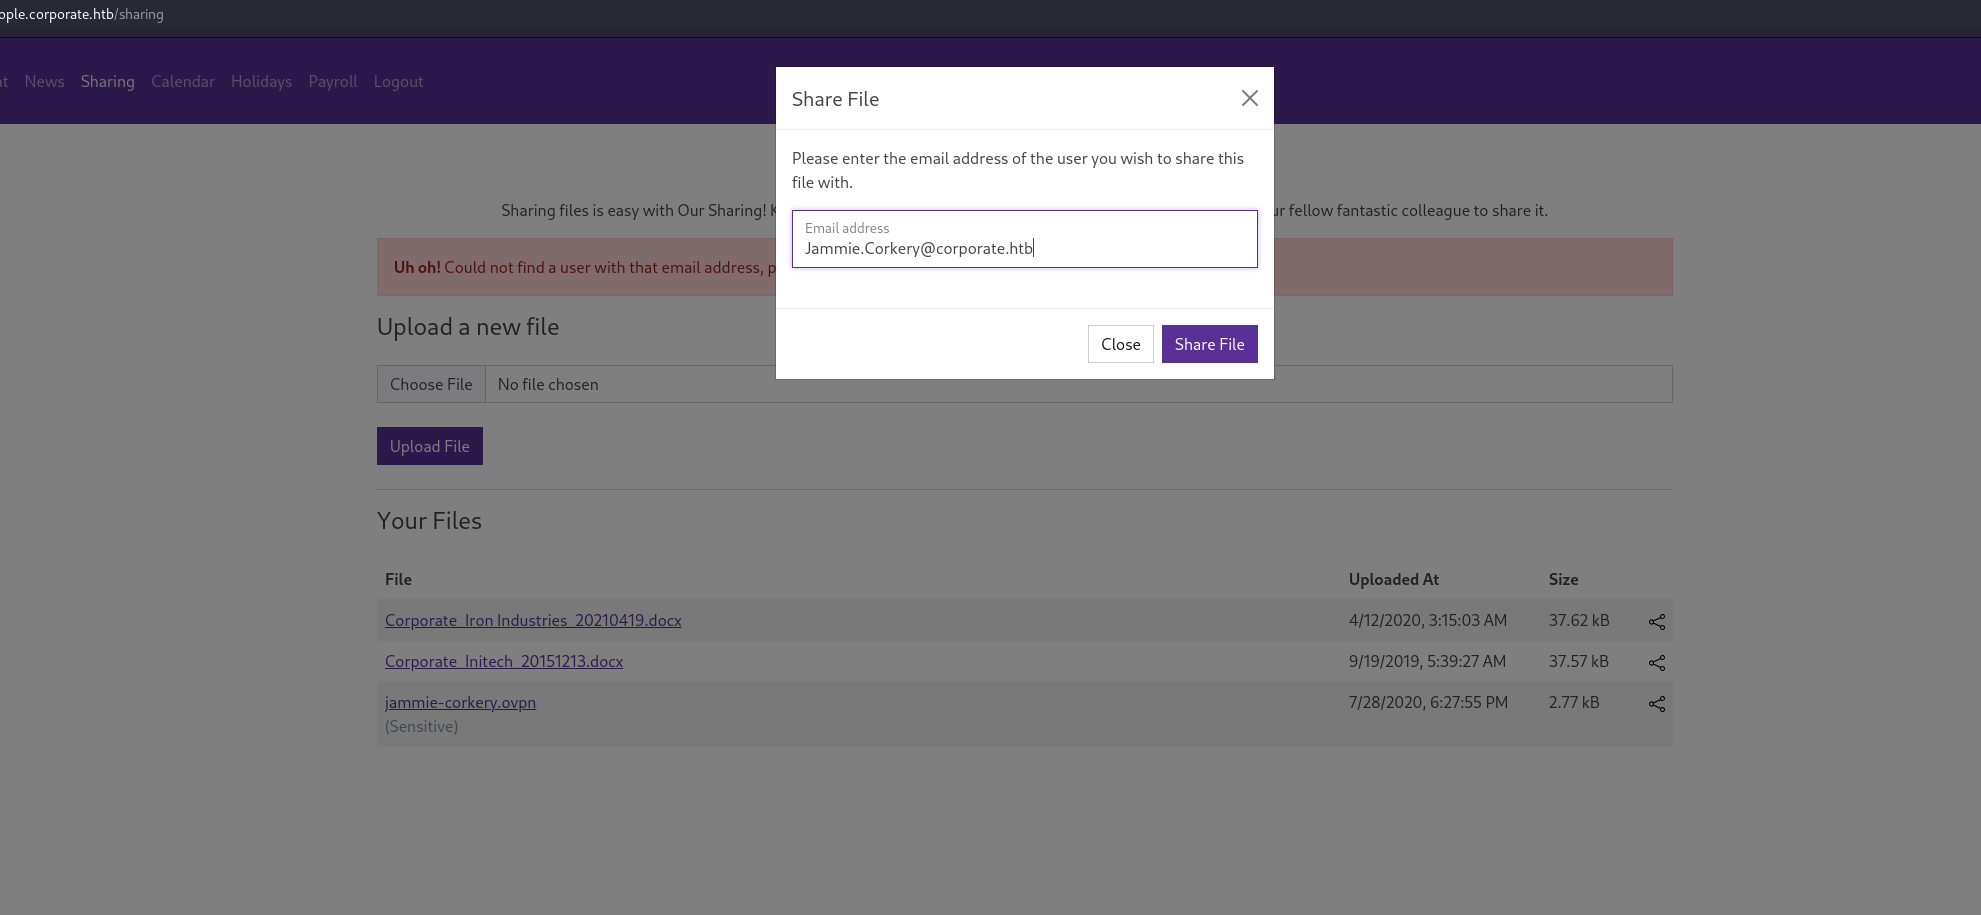 ople.corporate.htb/sharing
News Sharing Calendar Holidays Payroll Logout
Share File
Please enter the email address of the user you wish to share this
file with.
Sharing files is easy with Our Sharing!
fellow fantastic colleague to share it.
Email address
Jammie.Corkery@corporate.htb
Uh oh! Could not find a user with that email address,
Close Share File
Upload a new file
Choose File No file chosen
Upload File
Your Files
File Uploaded At Size
Corporate_Iron Industries_20210419.docx 4/12/2020, 3:15:03 AM 37.62 kB
Corporate_Initech_20151213.docx 9/19/2019, 5:39:27 AM 37.57 kB
jammie-corkery.ovpn 7/28/2020, 6:27:55 PM 2.77 kB
(Sensitive)